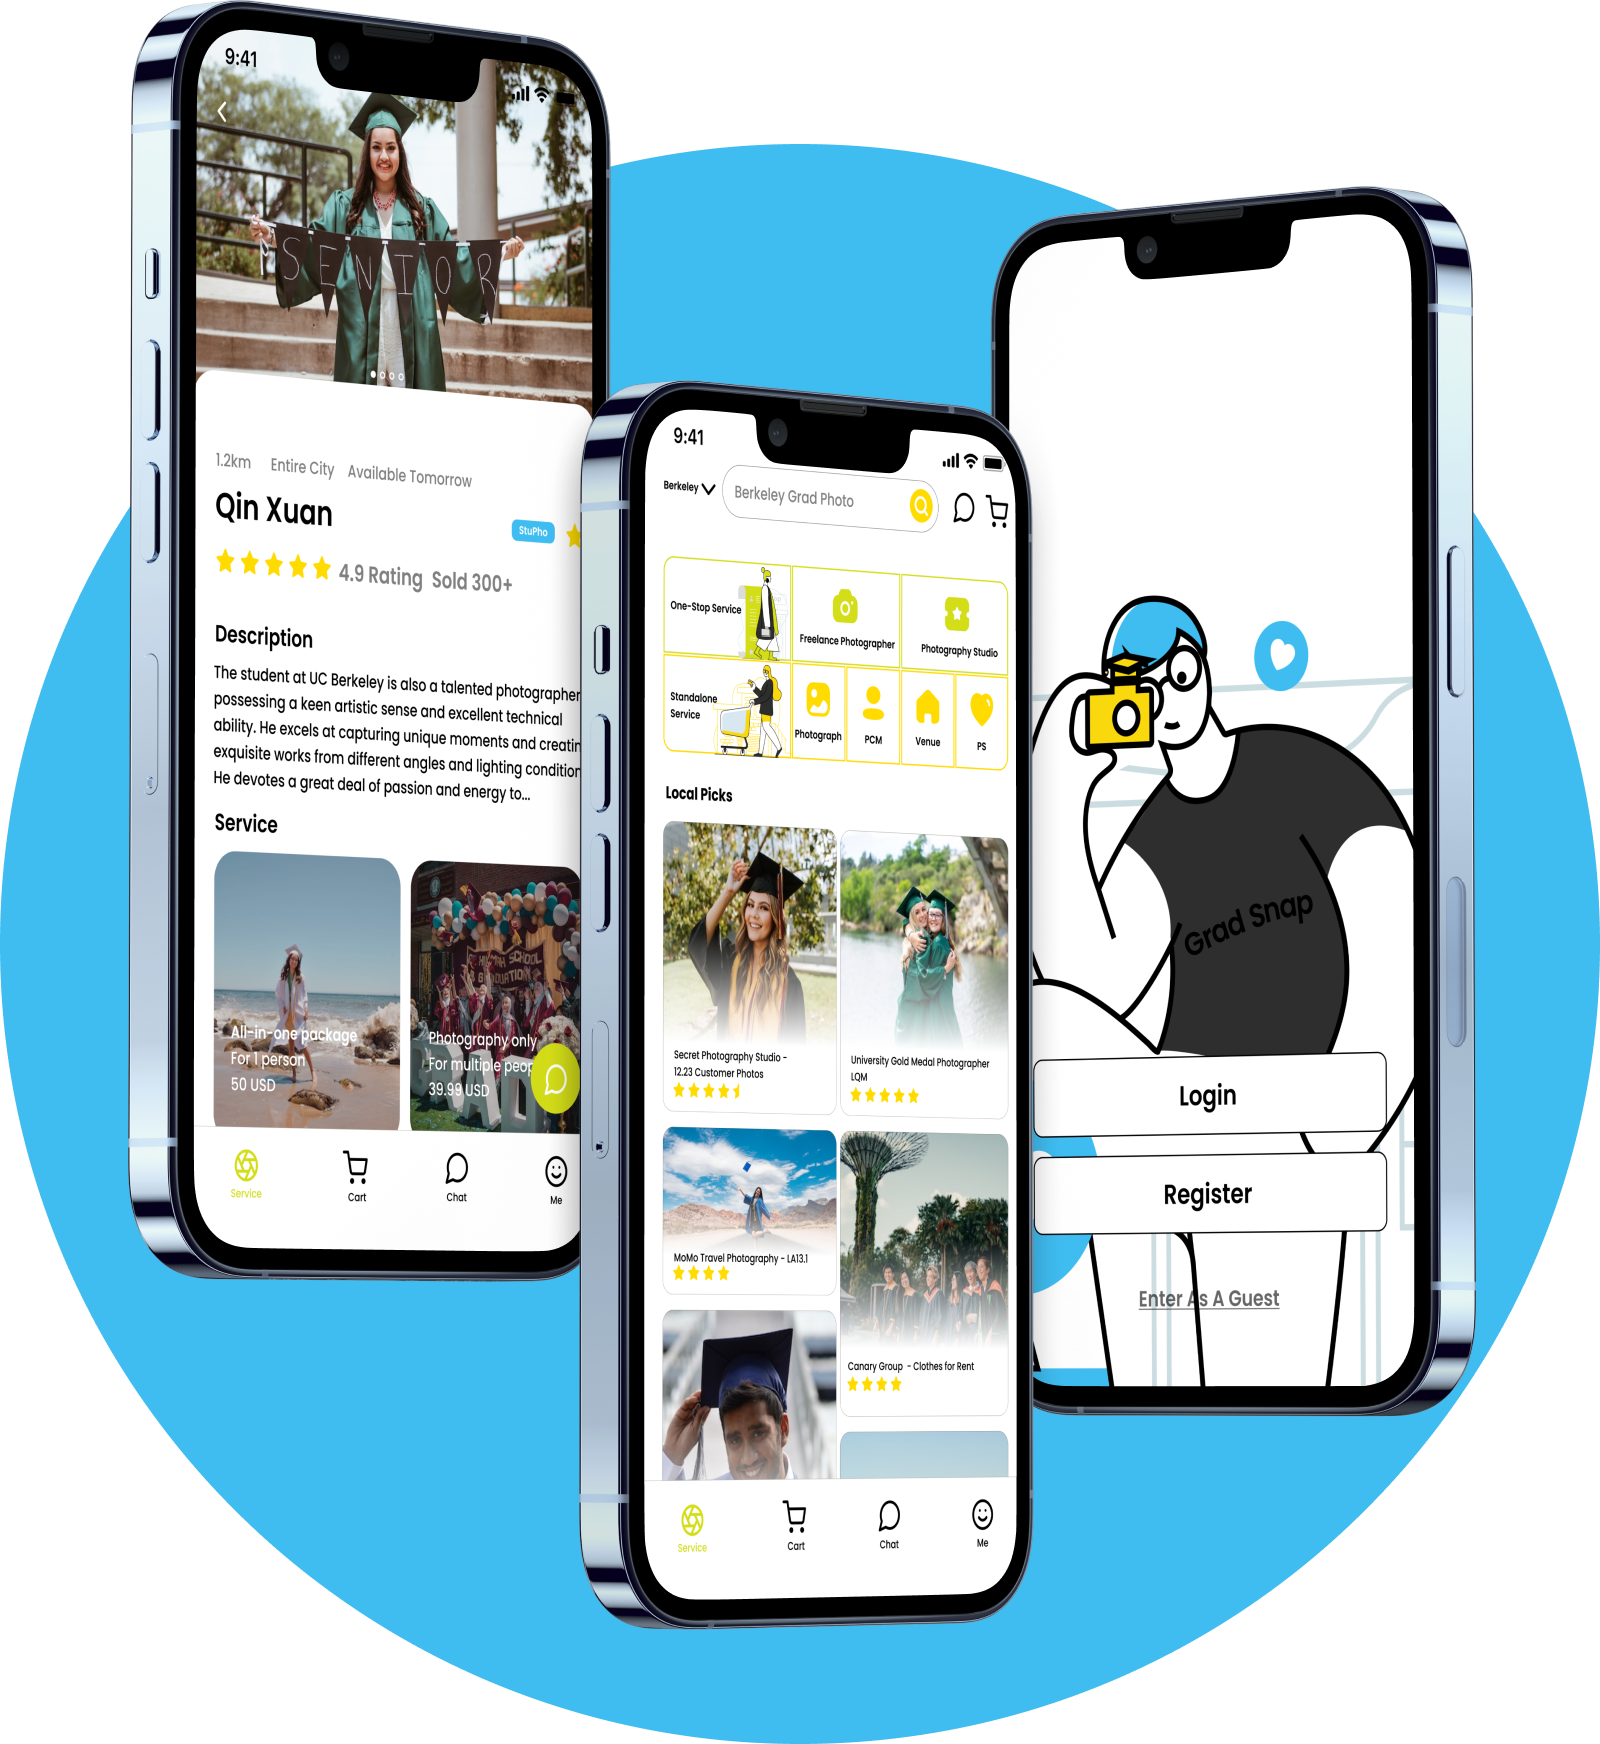 9:41
SENIOR
1.2km Entire City Available Tomorrow
Qin Xuan
StuPho
4.9 Rating Sold 300+
Description
The student at UC Berkeley is also a talented photographer
possessing a keen artistic sense and excellent technical
ability. He excels at capturing unique moments and creatin
exquisite works from different angles and lighting condition
He devotes a great deal of passion and energy to...
Service
All-in-one package
For 1 person
50 USD
HIGH SCHOOL
GRADUATION
Photography only
For multiple peop
39.99 USD
Service
Cart
Chat
Me
9:41
Berkeley
Berkeley Grad Photo
One-Stop Service
Freelance Photographer
Photography Studio
Standalone
Service
Photograph
PCM
Venue
PS
Local Picks
Secret Photography Studio -
12.23 Customer Photos
University Gold Medal Photographer
LQM
MoMo Travel Photography - LA13.1
Canary Group - Clothes for Rent
Service
Cart
Chat
Me
Grad Snap
Login
Register
Enter As A Guest